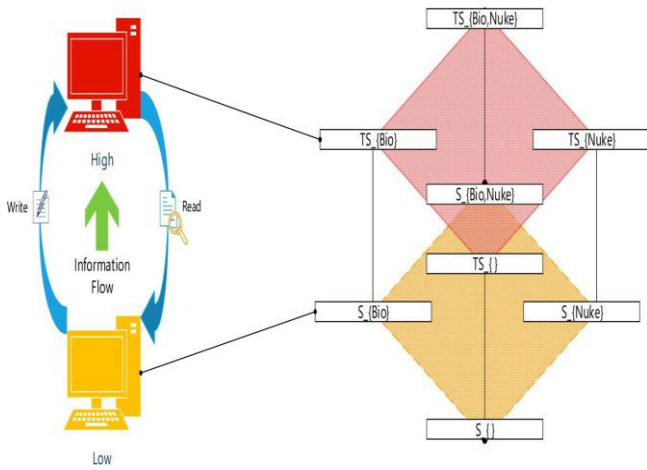 TS_{Bio,Nuke}
TS_{Bio}
TS_{Nuke}
High
S_{Bio,Nuke}
Write
Read
Information
Flow
TS_{ }
S_{Bio}
S_{Nuke}
S_{ }
Low